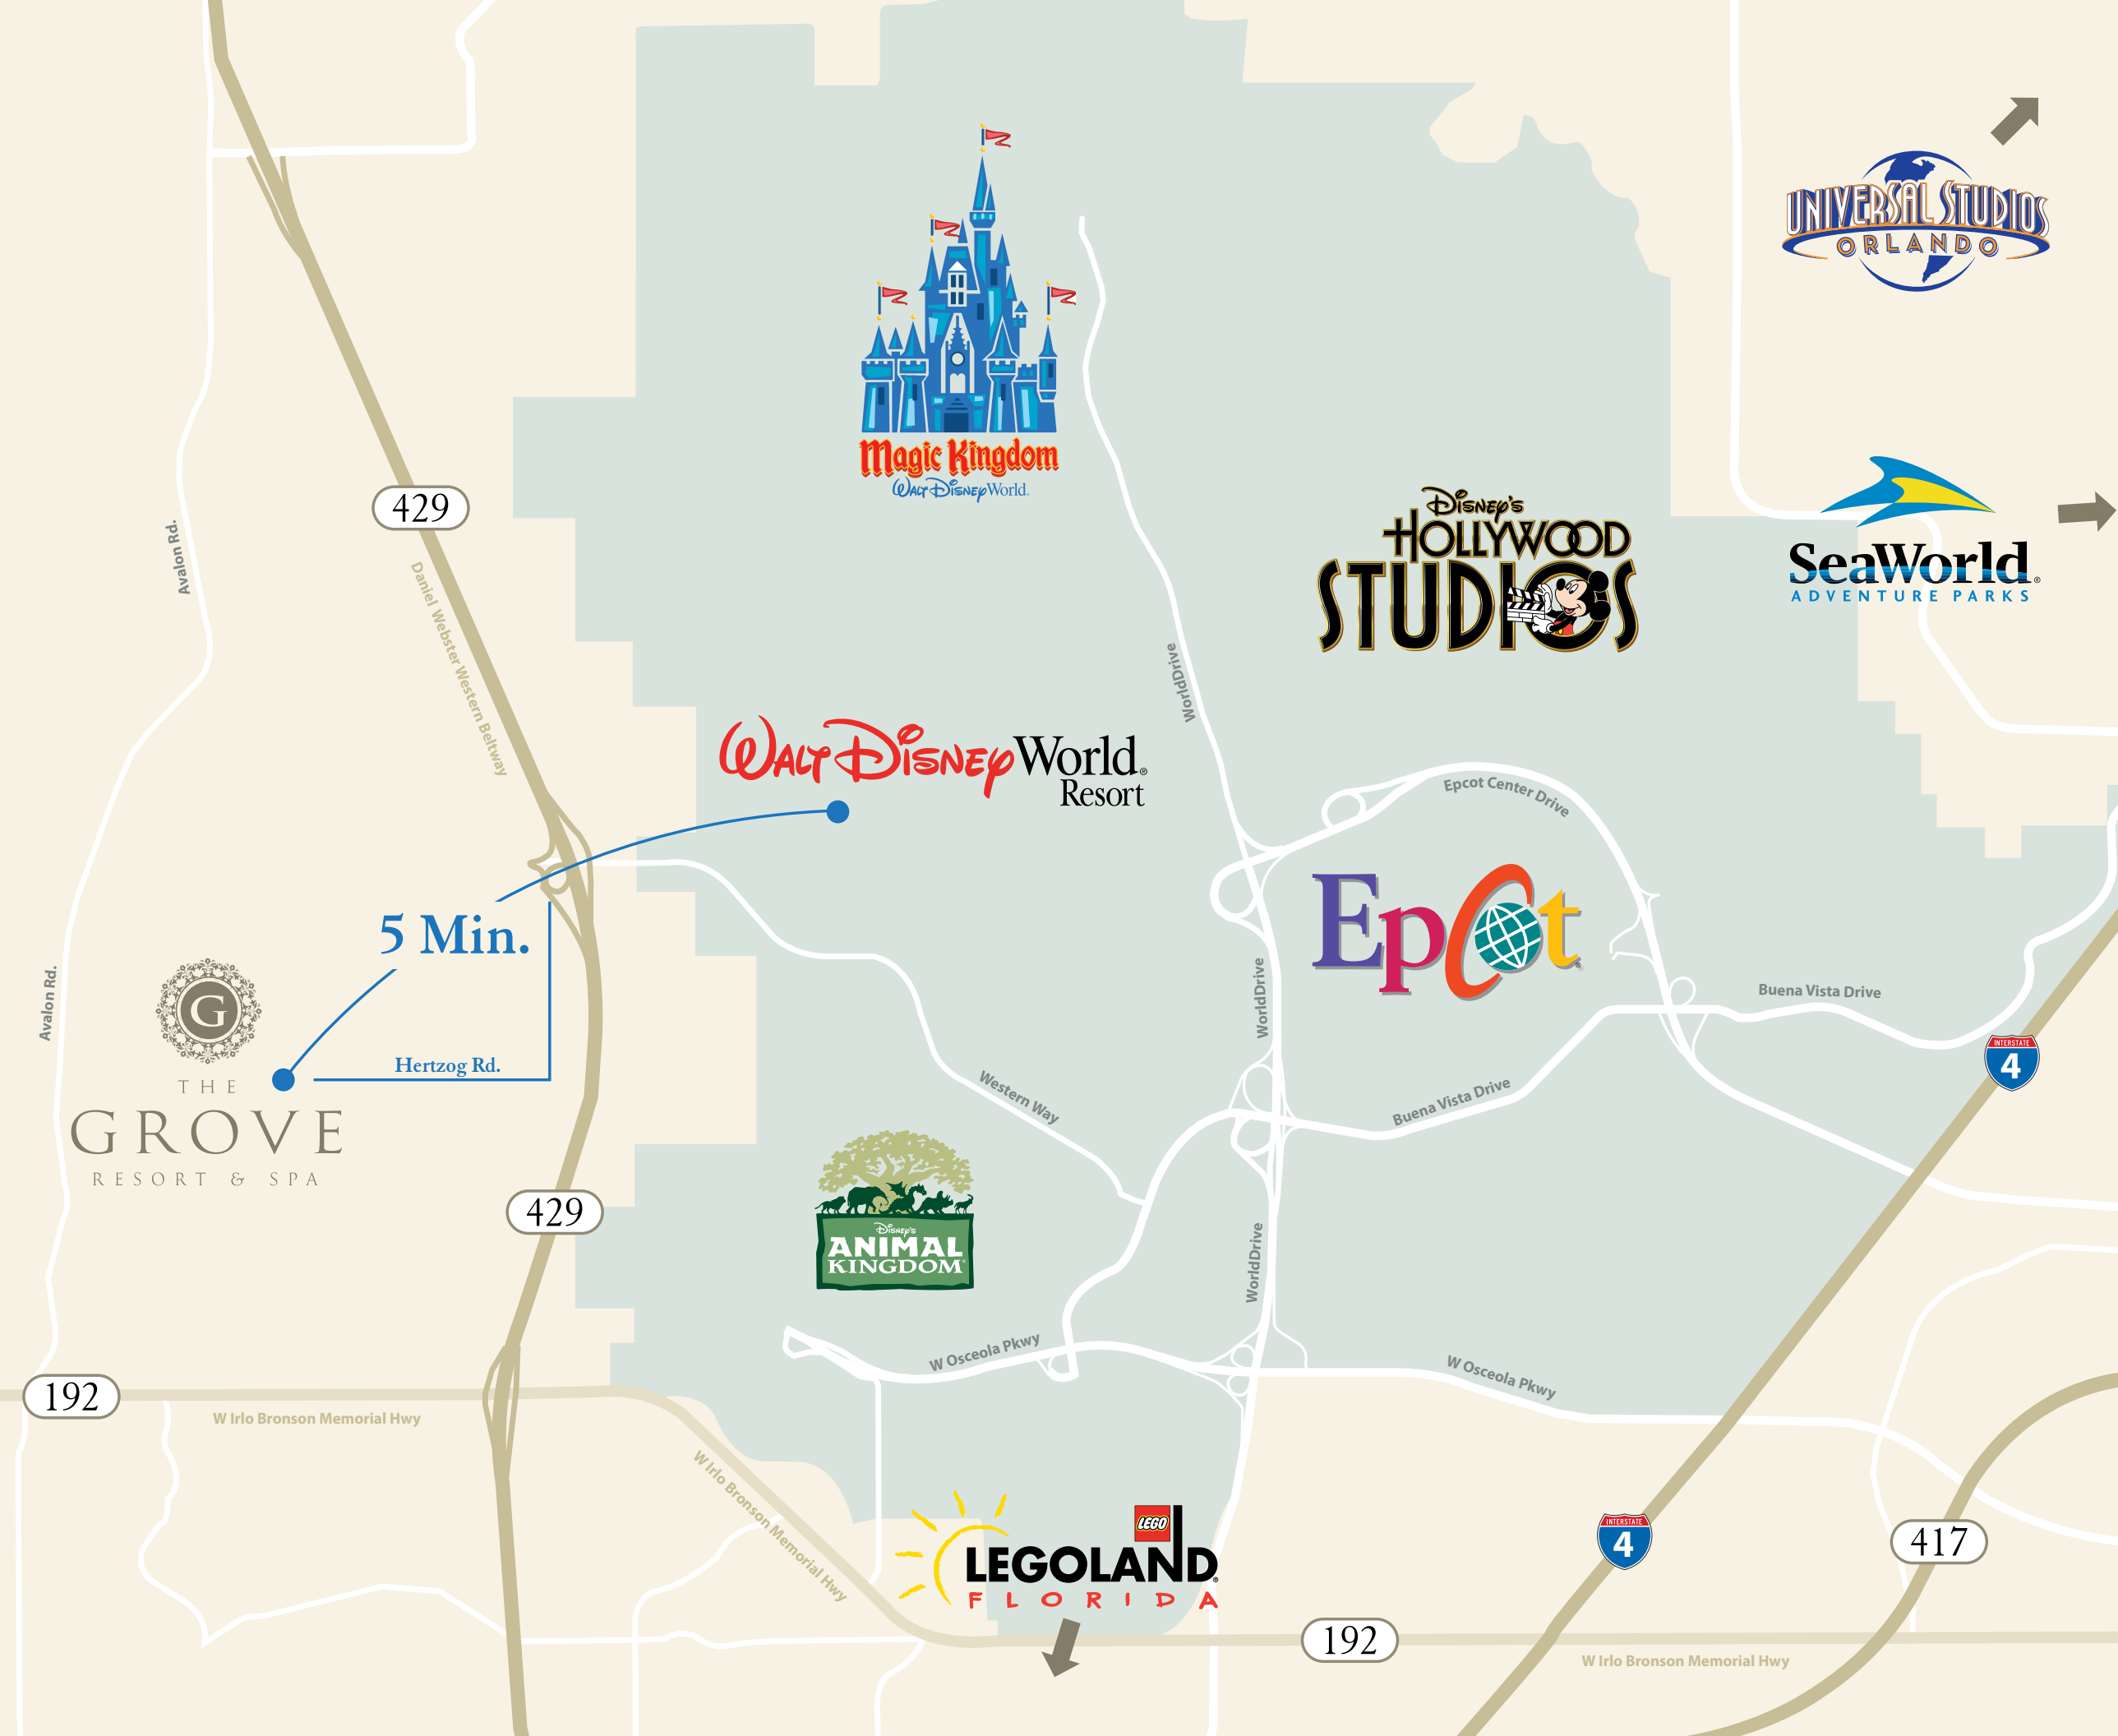 UNIVERSAL STUDIOS
ORLANDO
Magic Kingdom
WALT DISNEY World.
429
DISNEY'S
HOLLYWOOD
STUDIOS
SeaWorld®
ADVENTURE PARKS
Avalon Rd.
Daniel Webster Western Beltway
WorldDrive
WALT DISNEY World®
Resort
Epcot Center Drive
Epcot
5 Min.
Avalon Rd.
G
THE
GROVE
RESORT & SPA
Hertzog Rd.
WorldDrive
Buena Vista Drive
INTERSTATE
4
Western Way
Buena Vista Drive
429
DISNEY'S
ANIMAL
KINGDOM
WorldDrive
W Osceola Pkwy
W Osceola Pkwy
192
W Irlo Bronson Memorial Hwy
W Irlo Bronson Memorial Hwy
LEGO
LEGOLAND®
FLORIDA
INTERSTATE
4
417
192
W Irlo Bronson Memorial Hwy